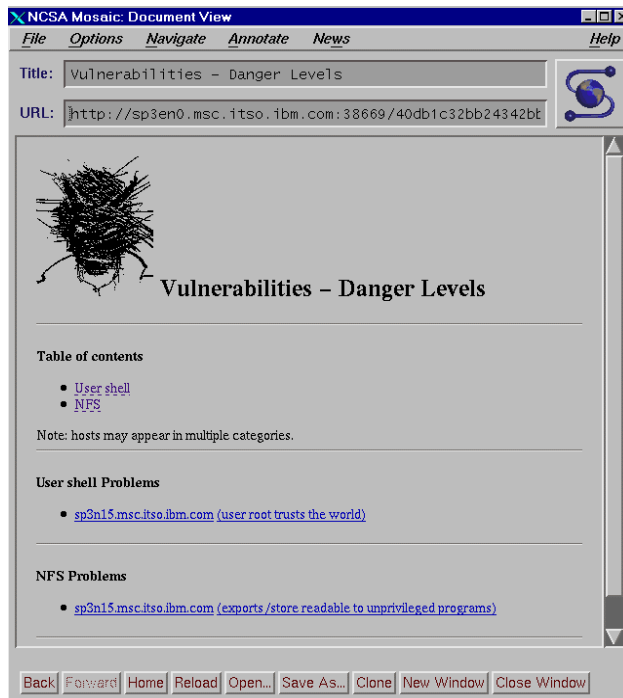 NCSA Mosaic: Document View
File Options Navigate Annotate News Help
Title: Vulnerabilities – Danger Levels
URL: http://sp3en0.msc.itso.ibm.com:38669/40db1c32bb24342bb
Vulnerabilities – Danger Levels
Table of contents
User shell
NFS
Note: hosts may appear in multiple categories.
User shell Problems
sp3n15.msc.itso.ibm.com (user root trusts the world)
NFS Problems
sp3n15.msc.itso.ibm.com (exports /store readable to unprivileged programs)
Back Forward Home Reload Open... Save As... Clone New Window Close Window